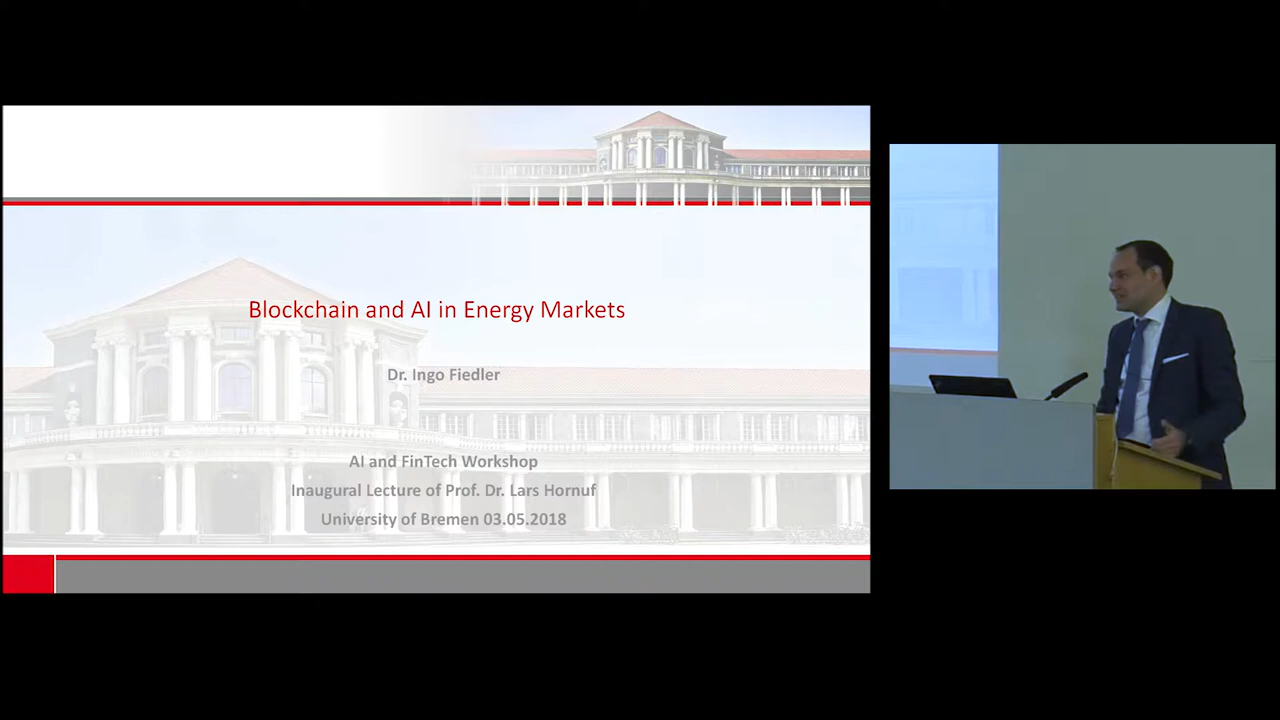 Blockchain and AI in Energy Markets
Dr. Ingo Fiedler
AI and FinTech Workshop
Inaugural Lecture of Prof. Dr. Lars Hornuf
University of Bremen 03.05.2018